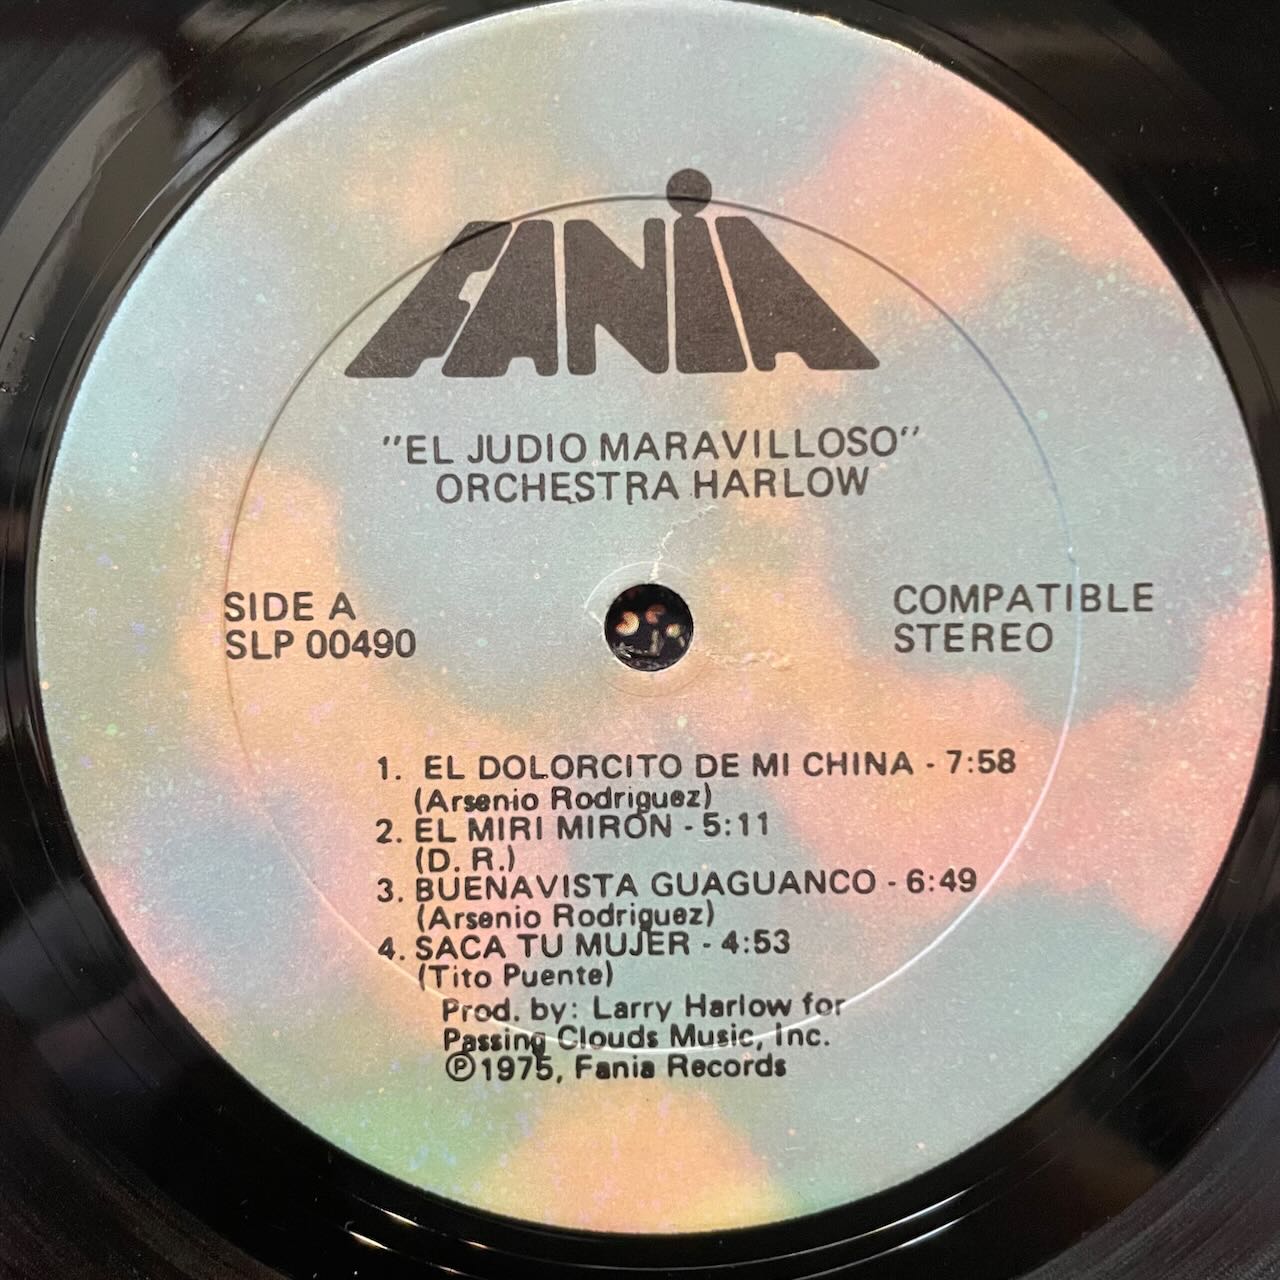 FANIA
"EL JUDIO MARAVILLOSO"
ORCHESTRA HARLOW
SIDE A
SLP 00490
COMPATIBLE
STEREO
1. EL DOLORCITO DE MI CHINA - 7:58
(Arsenio Rodriguez)
2. EL MIRI MIRON - 5:11
(D. R.)
3. BUENAVISTA GUAGUANCO - 6:49
(Arsenio Rodriguez)
4. SACA TU MUJER - 4:53
(Tito Puente)
Prod. by: Larry Harlow for
Passing Clouds Music, Inc.
℗1975, Fania Records